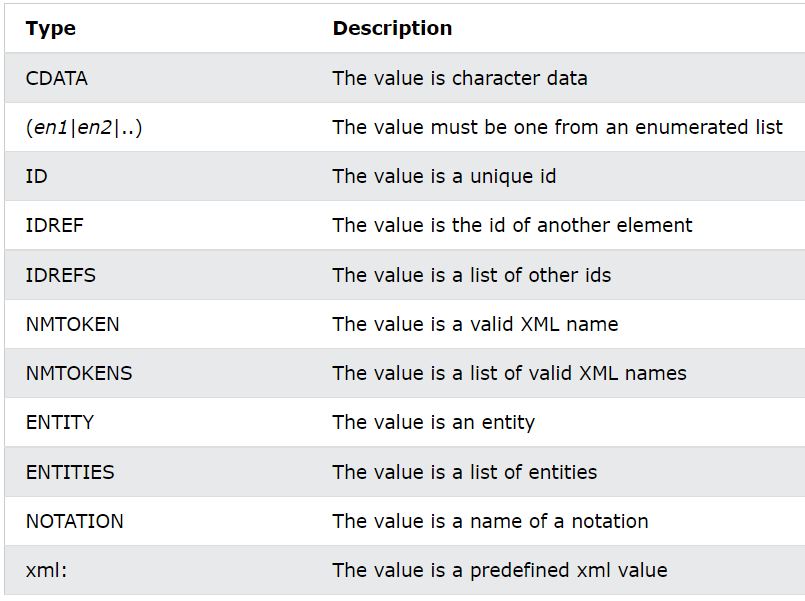 Type Description
CDATA The value is character data
(en1|en2|..) The value must be one from an enumerated list
ID The value is a unique id
IDREF The value is the id of another element
IDREFS The value is a list of other ids
NMTOKEN The value is a valid XML name
NMTOKENS The value is a list of valid XML names
ENTITY The value is an entity
ENTITIES The value is a list of entities
NOTATION The value is a name of a notation
xml: The value is a predefined xml value